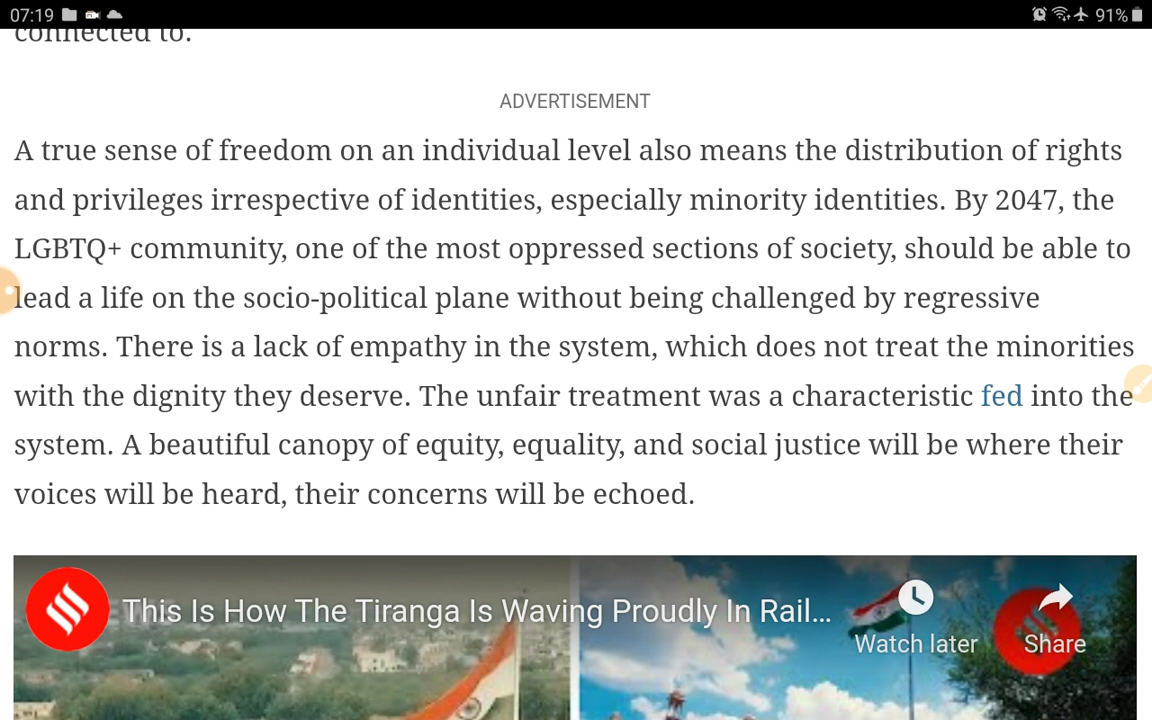 07:19
91%
connected to.
ADVERTISEMENT
A true sense of freedom on an individual level also means the distribution of rights
and privileges irrespective of identities, especially minority identities. By 2047, the
LGBTQ+ community, one of the most oppressed sections of society, should be able to
lead a life on the socio-political plane without being challenged by regressive
norms. There is a lack of empathy in the system, which does not treat the minorities
with the dignity they deserve. The unfair treatment was a characteristic fed into the
system. A beautiful canopy of equity, equality, and social justice will be where their
voices will be heard, their concerns will be echoed.
This Is How The Tiranga Is Waving Proudly In Rail...
Watch later
Share